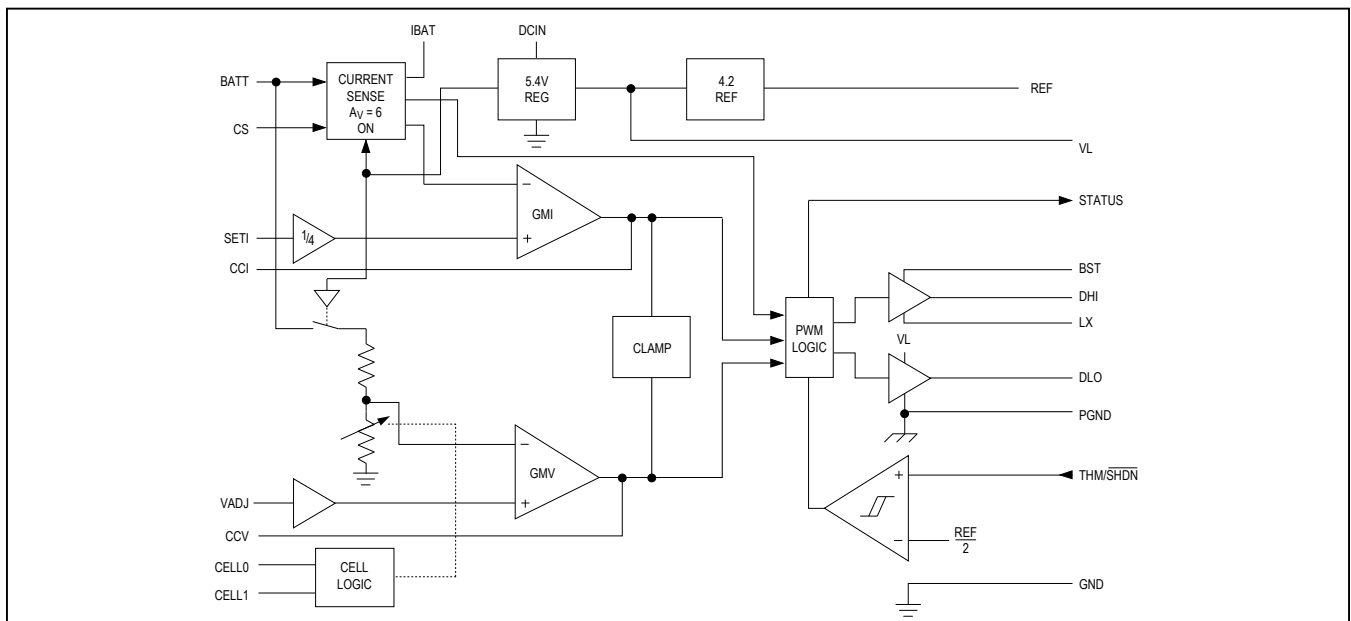 IBAT
DCIN
BATT
CURRENT
SENSE
AV = 6
ON
5.4V
REG
4.2
REF
REF
CS
VL
–
GMI
+
STATUS
SETI
1/4
CCI
BST
DHI
LX
PWM
LOGIC
CLAMP
VL
DLO
PGND
–
GMV
+
+
THM/SHDN
VADJ
–
REF
2
CCV
CELL0
CELL
LOGIC
CELL1
GND